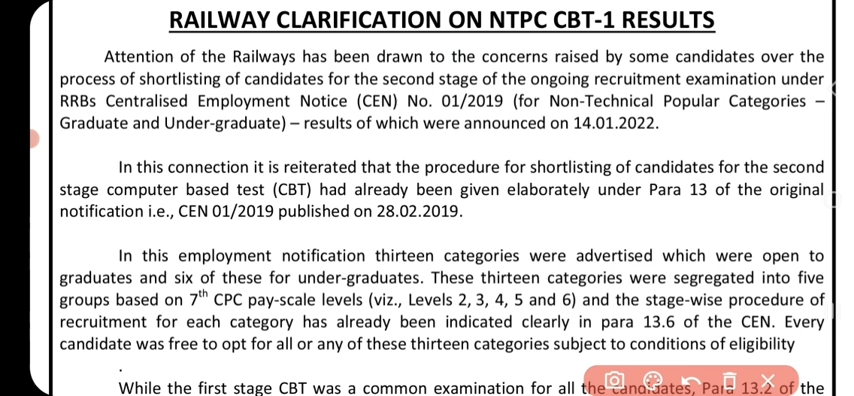 RAILWAY CLARIFICATION ON NTPC CBT-1 RESULTS
Attention of the Railways has been drawn to the concerns raised by some candidates over the
process of shortlisting of candidates for the second stage of the ongoing recruitment examination under
RRBs Centralised Employment Notice (CEN) No. 01/2019 (for Non-Technical Popular Categories –
Graduate and Under-graduate) – results of which were announced on 14.01.2022.
In this connection it is reiterated that the procedure for shortlisting of candidates for the second
stage computer based test (CBT) had already been given elaborately under Para 13 of the original
notification i.e., CEN 01/2019 published on 28.02.2019.
In this employment notification thirteen categories were advertised which were open to
graduates and six of these for under-graduates. These thirteen categories were segregated into five
groups based on 7th CPC pay-scale levels (viz., Levels 2, 3, 4, 5 and 6) and the stage-wise procedure of
recruitment for each category has already been indicated clearly in para 13.6 of the CEN. Every
candidate was free to opt for all or any of these thirteen categories subject to conditions of eligibility
.
While the first stage CBT was a common examination for all the candidates, Para 13.2 of the